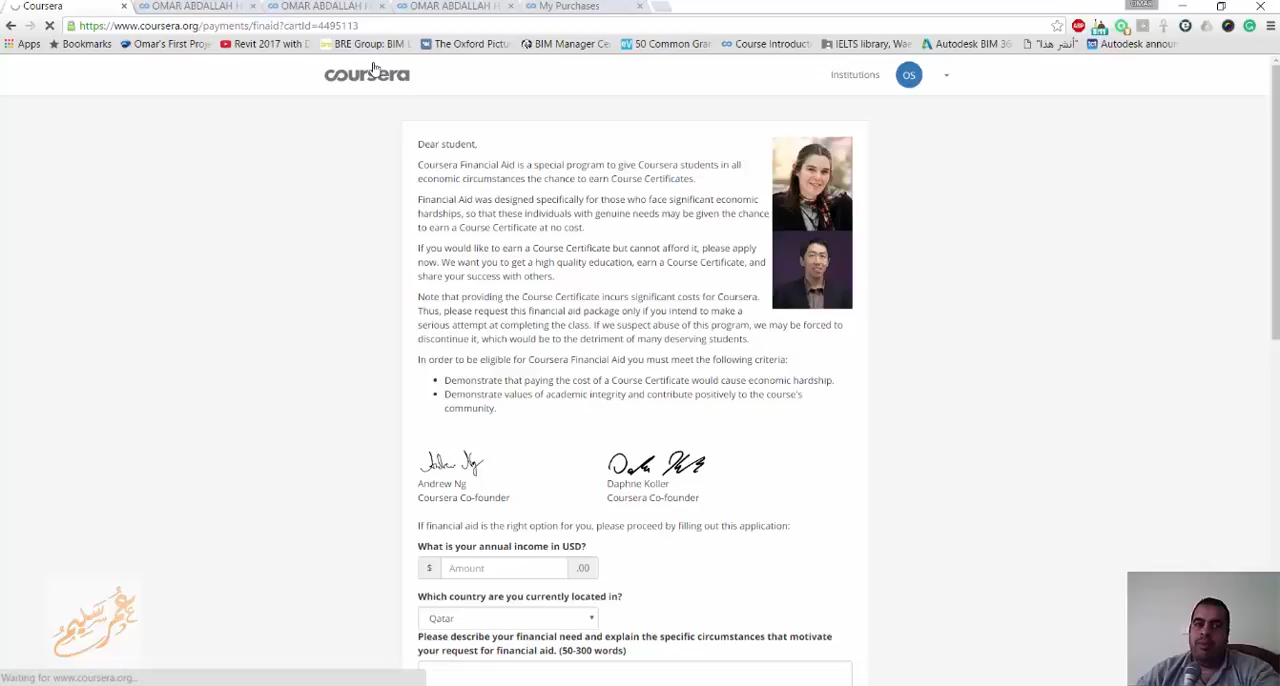 Coursera
OMAR ABDALLAH H
OMAR ABDALLAH H
OMAR ABDALLAH H
My Purchases
OMAR
https://www.coursera.org/payments/finaid?cartId=4495113
Apps
Bookmarks
Omar's First Proje
Revit 2017 with D
BRE Group: BIM L
The Oxford Pictu
BIM Manager Cer
50 Common Gra
Course Introducti
IELTS library, Wae
Autodesk BIM 36
"أنشر هذا"
Autodesk announ
coursera
Institutions
OS
Dear student,
Coursera Financial Aid is a special program to give Coursera students in all
economic circumstances the chance to earn Course Certificates.
Financial Aid was designed specifically for those who face significant economic
hardships, so that these individuals with genuine needs may be given the chance
to earn a Course Certificate at no cost.
If you would like to earn a Course Certificate but cannot afford it, please apply
now. We want you to get a high quality education, earn a Course Certificate, and
share your success with others.
Note that providing the Course Certificate incurs significant costs for Coursera.
Thus, please request this financial aid package only if you intend to make a
serious attempt at completing the class. If we suspect abuse of this program, we may be forced to
discontinue it, which would be to the detriment of many deserving students.
In order to be eligible for Coursera Financial Aid you must meet the following criteria:
• Demonstrate that paying the cost of a Course Certificate would cause economic hardship.
• Demonstrate values of academic integrity and contribute positively to the course's
community.
Andrew Ng
Andrew Ng
Coursera Co-founder
Daphne Koller
Coursera Co-founder
If financial aid is the right option for you, please proceed by filling out this application:
What is your annual income in USD?
$ Amount .00
Which country are you currently located in?
Qatar
Please describe your financial need and explain the specific circumstances that motivate
your request for financial aid. (50-300 words)
عمر سليم
Waiting for www.coursera.org...